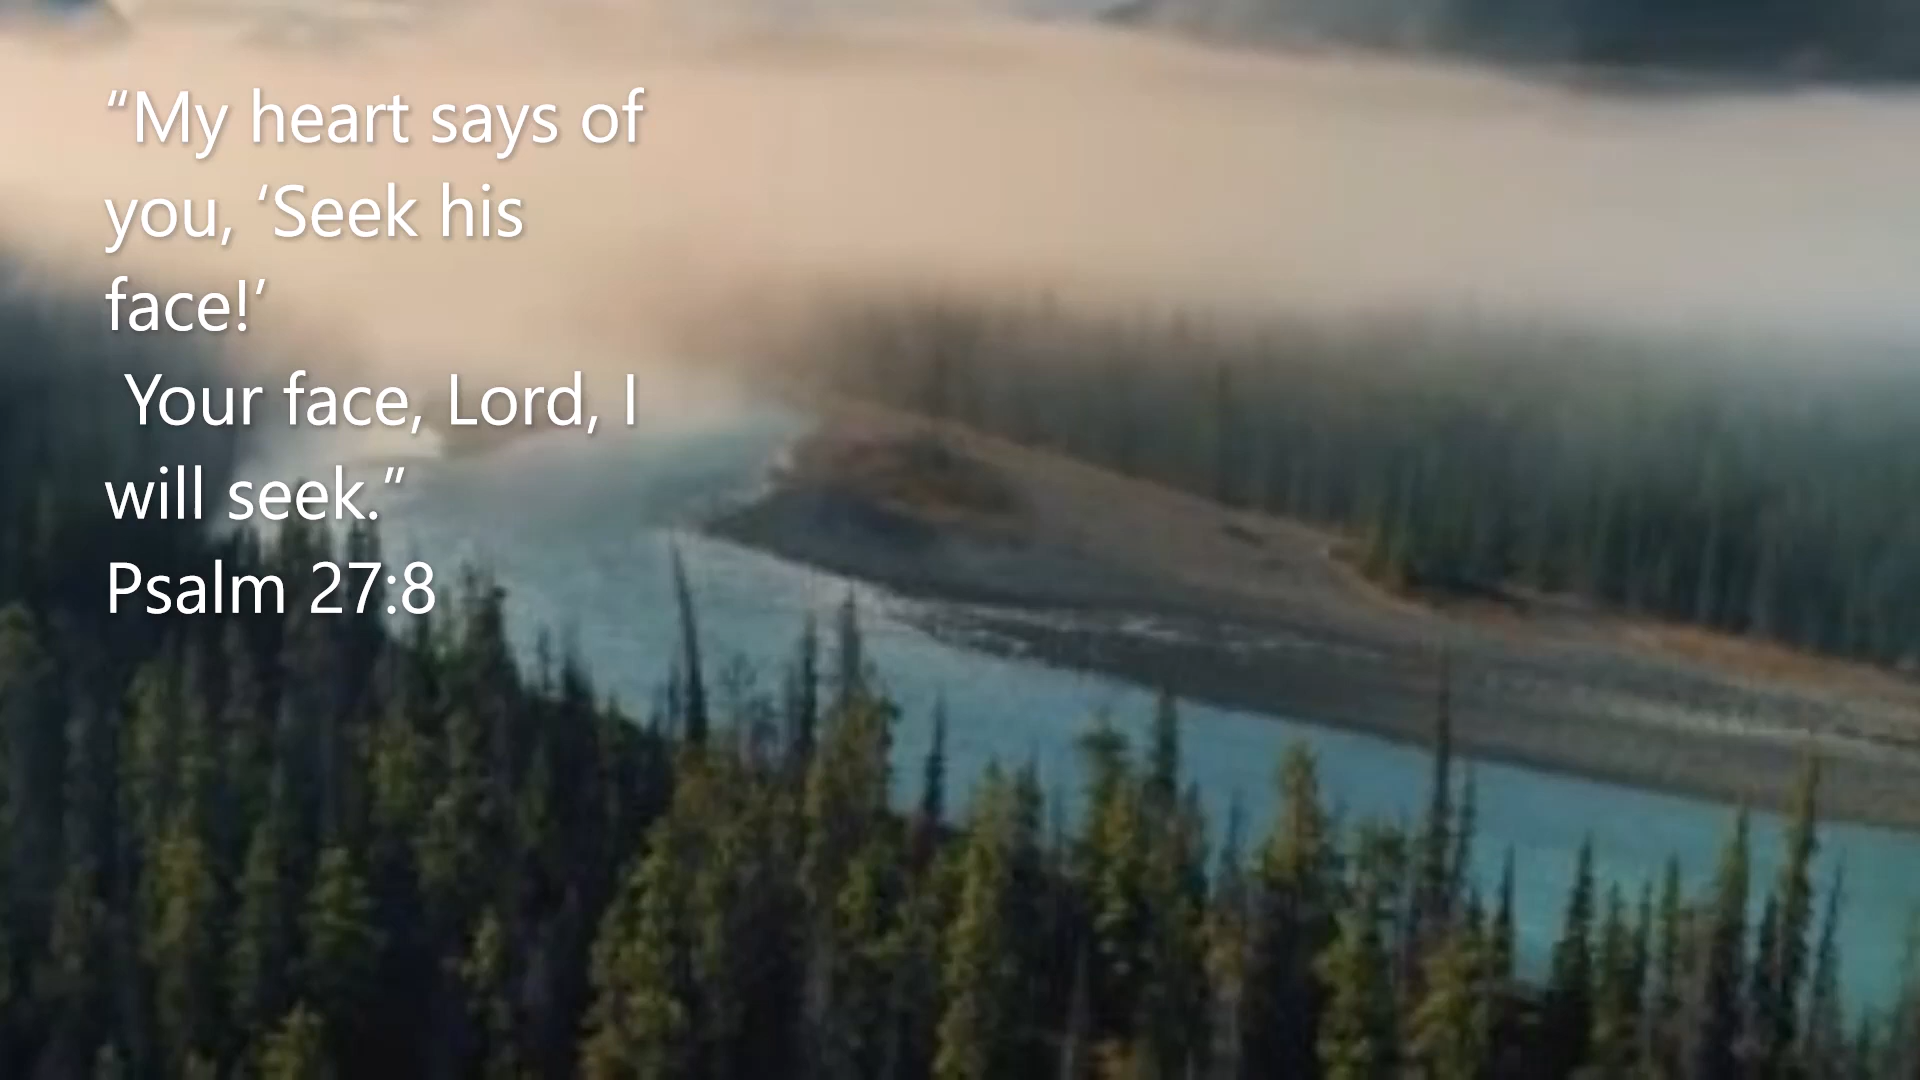 “My heart says of
you, ‘Seek his
face!’
Your face, Lord, I
will seek.”
Psalm 27:8